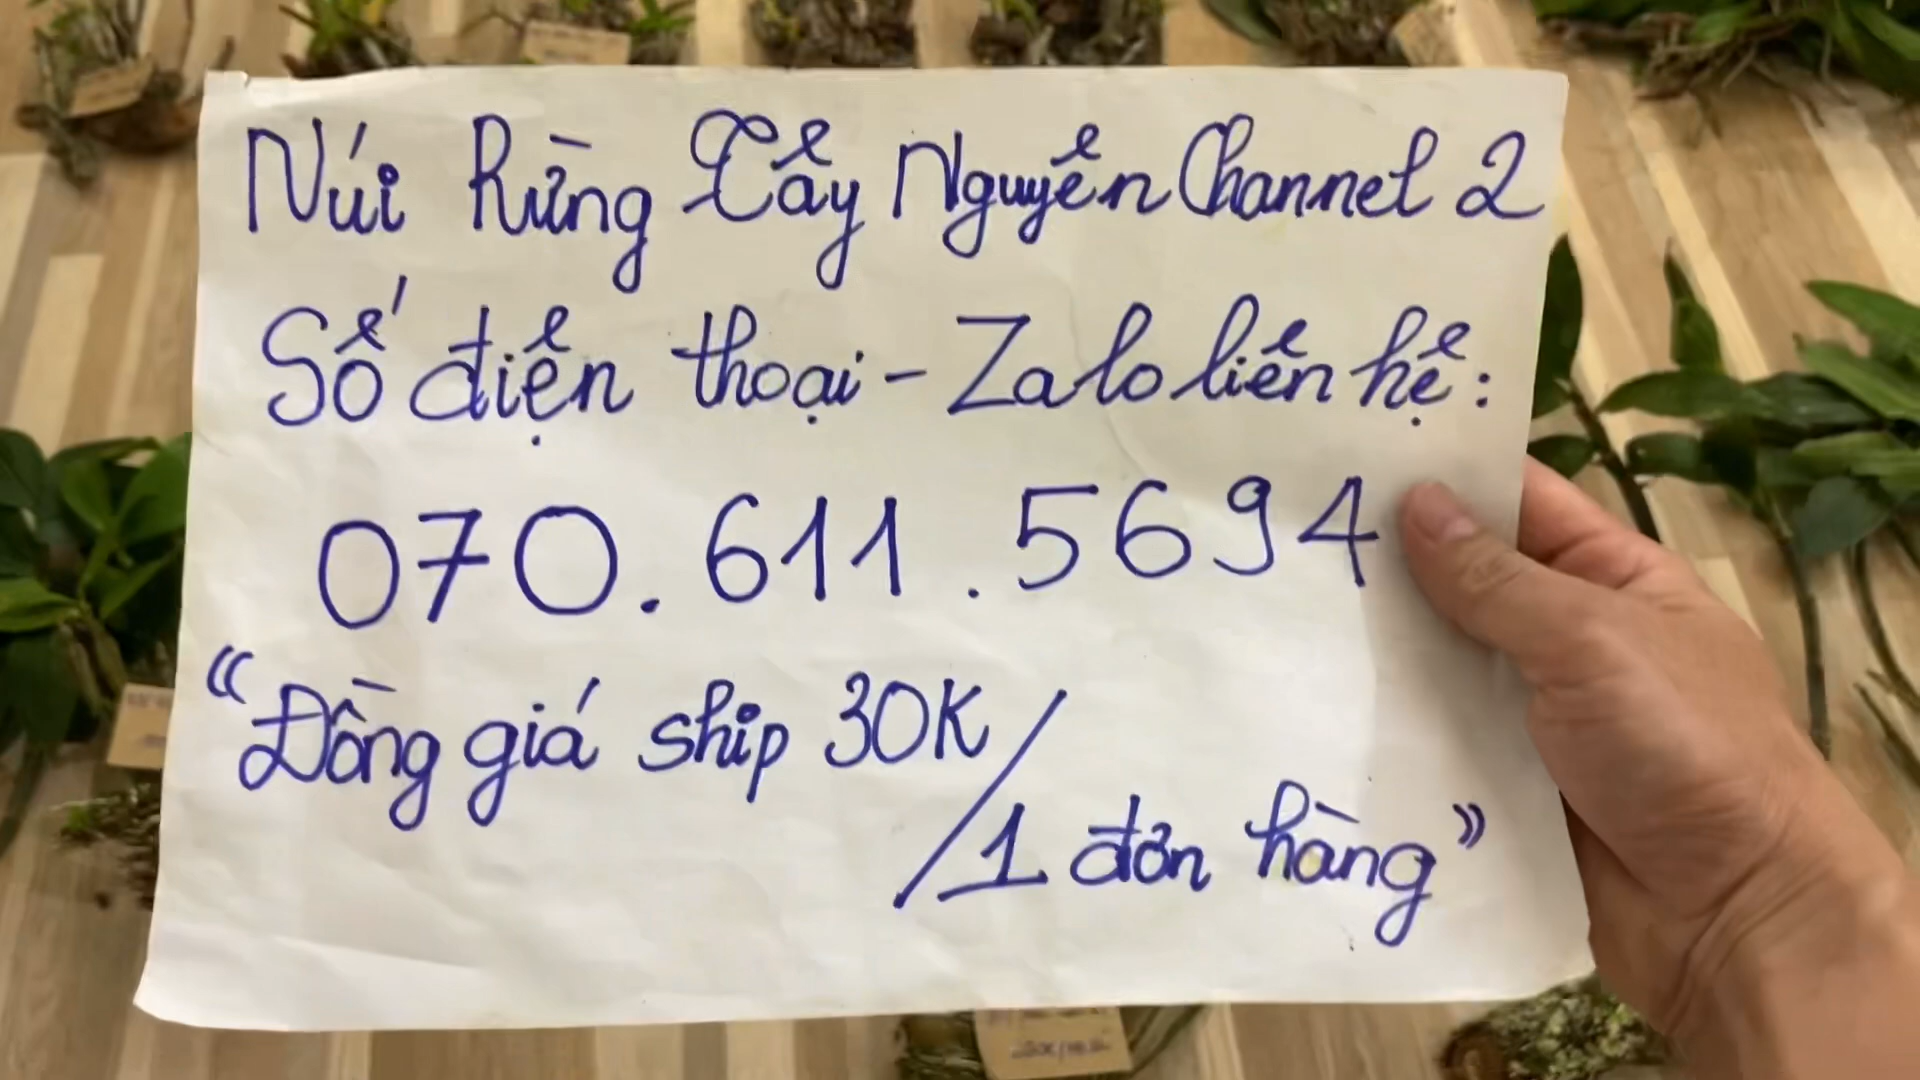 Núi Rừng Tây Nguyên Channel 2
Số điện thoại - Zalo liên hệ:
070.611.5694
“Đồng giá ship 30K
/1 đơn hàng”